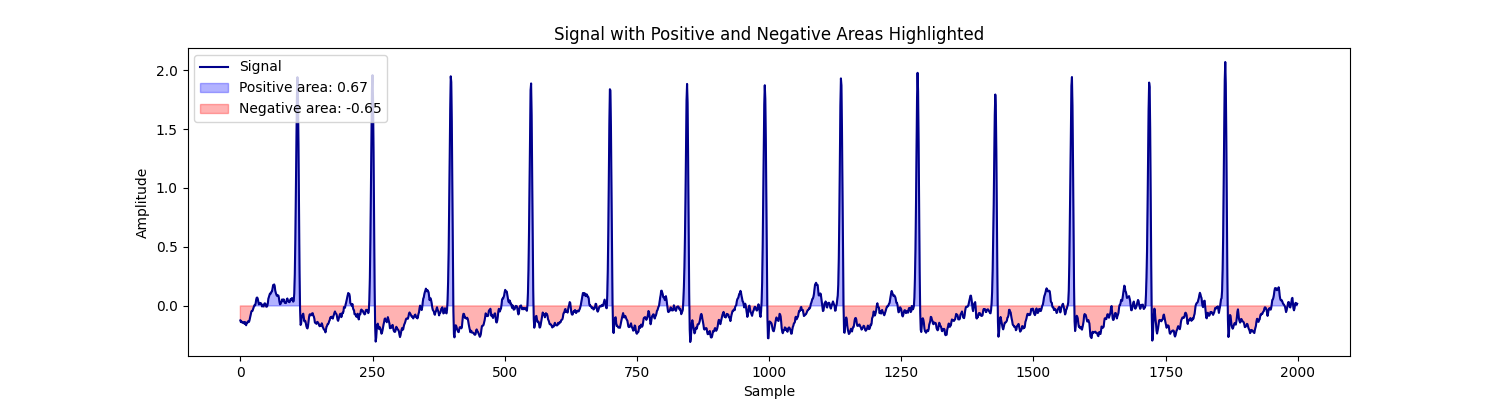 Signal with Positive and Negative Areas Highlighted
Signal
Positive area: 0.67
Negative area: -0.65
2.0
1.5
1.0
0.5
0.0
Amplitude
0 250 500 750 1000 1250 1500 1750 2000
Sample